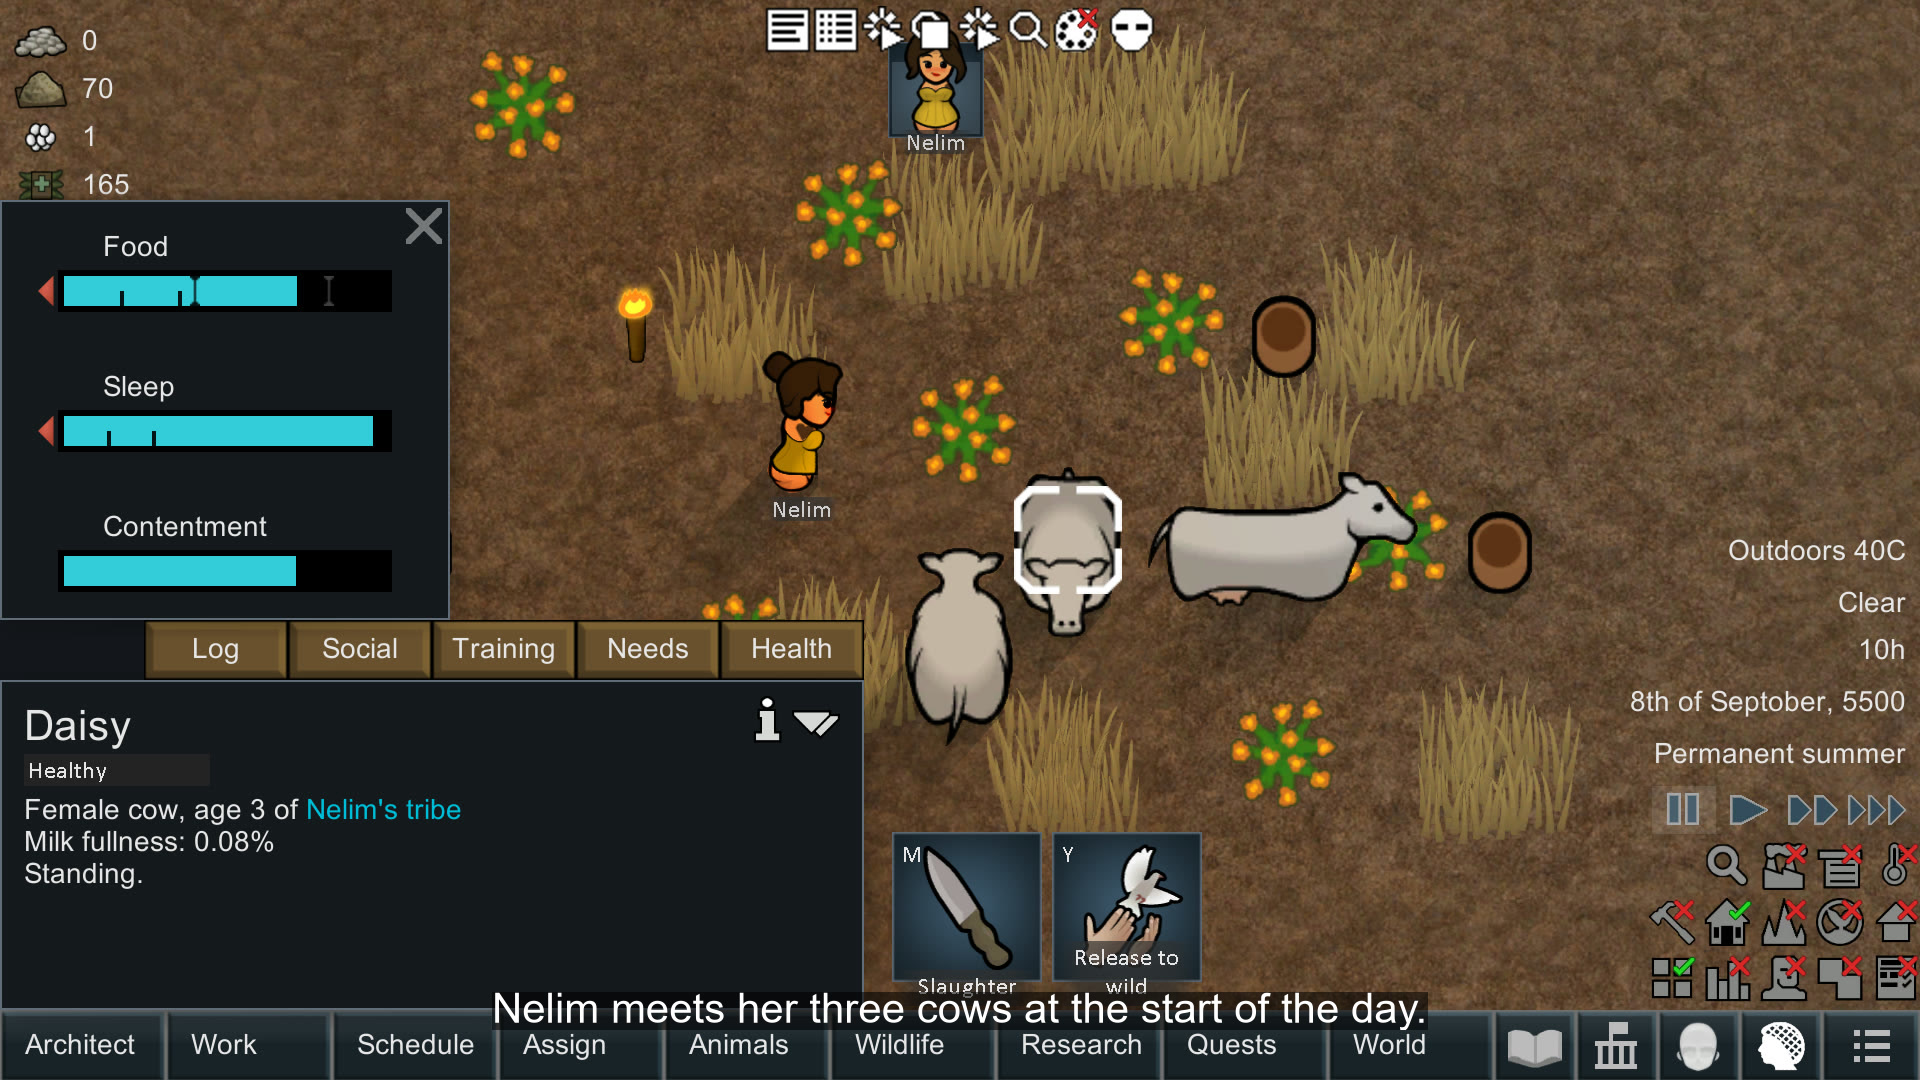 0
70
1
165
Nelim
Food
Sleep
Contentment
Nelim
Log
Social
Training
Needs
Health
Daisy
Healthy
Female cow, age 3 of Nelim's tribe
Milk fullness: 0.08%
Standing.
M
Slaughter
Y
Release to
wild
Outdoors 40C
Clear
10h
8th of Septober, 5500
Permanent summer
Nelim meets her three cows at the start of the day.
Architect
Work
Schedule
Assign
Animals
Wildlife
Research
Quests
World